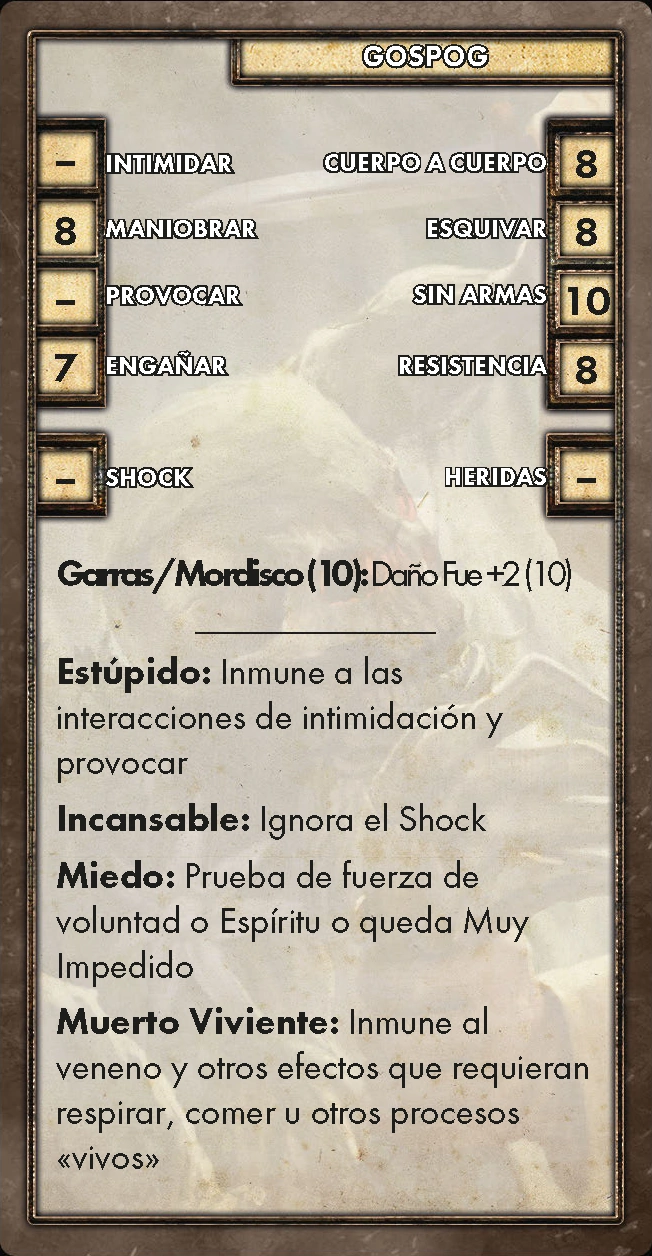 GOSPOG
– INTIMIDAR CUERPO A CUERPO 8
8 MANIOBRAR ESQUIVAR 8
– PROVOCAR SIN ARMAS 10
7 ENGAÑAR RESISTENCIA 8
– SHOCK HERIDAS –
Garras/Mordisco (10): Daño Fue +2 (10)
Estúpido: Inmune a las
interacciones de intimidación y
provocar
Incansable: Ignora el Shock
Miedo: Prueba de fuerza de
voluntad o Espíritu o queda Muy
Impedido
Muerto Viviente: Inmune al
veneno y otros efectos que requieran
respirar, comer u otros procesos
«vivos»